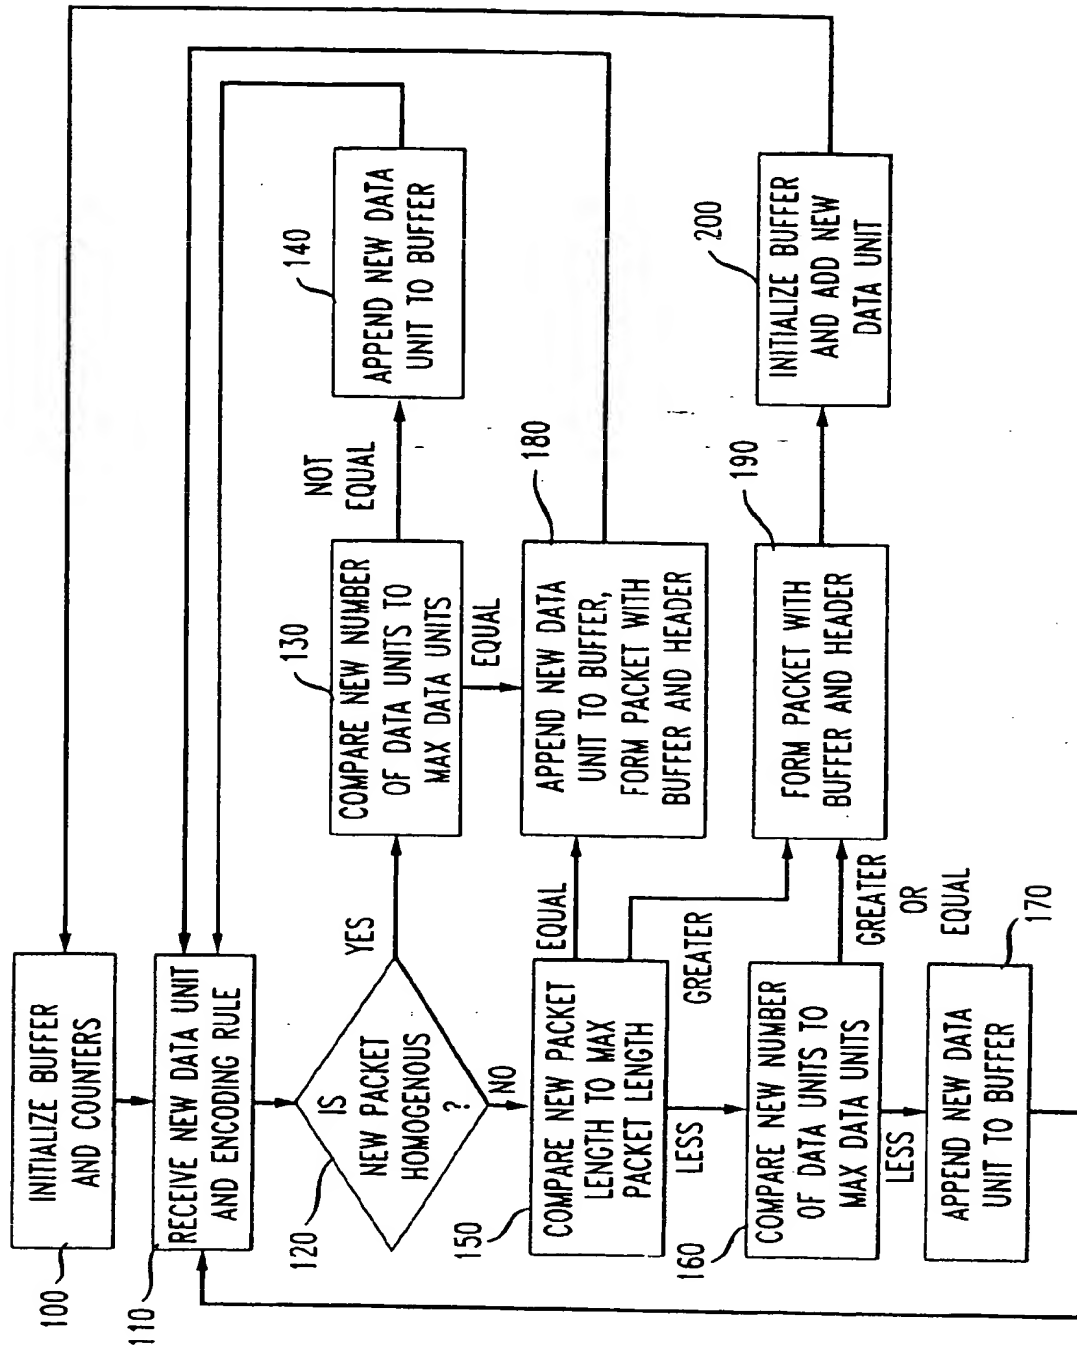 100
INITIALIZE BUFFER
AND COUNTERS
110
RECEIVE NEW DATA UNIT
AND ENCODING RULE
120
IS
NEW PACKET
HOMOGENOUS
?
YES
NO
130
COMPARE NEW NUMBER
OF DATA UNITS TO
MAX DATA UNITS
NOT
EQUAL
EQUAL
140
APPEND NEW DATA
UNIT TO BUFFER
150
COMPARE NEW PACKET
LENGTH TO MAX
PACKET LENGTH
EQUAL
GREATER
LESS
180
APPEND NEW DATA
UNIT TO BUFFER,
FORM PACKET WITH
BUFFER AND HEADER
160
COMPARE NEW NUMBER
OF DATA UNITS TO
MAX DATA UNITS
GREATER
OR
EQUAL
LESS
190
FORM PACKET WITH
BUFFER AND HEADER
200
INITIALIZE BUFFER
AND ADD NEW
DATA UNIT
170
APPEND NEW DATA
UNIT TO BUFFER